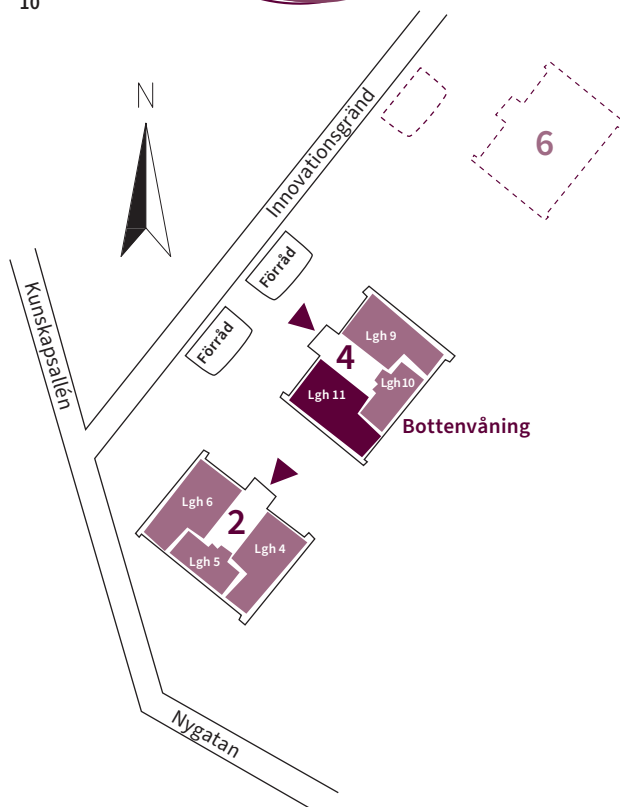 10
N
Innovationsgränd
6
Förråd
Förråd
Kunskapsallén
Lgh 9
4
Lgh10
Lgh 11
Bottenvåning
Lgh 6
2
Lgh 4
Lgh 5
Nygatan